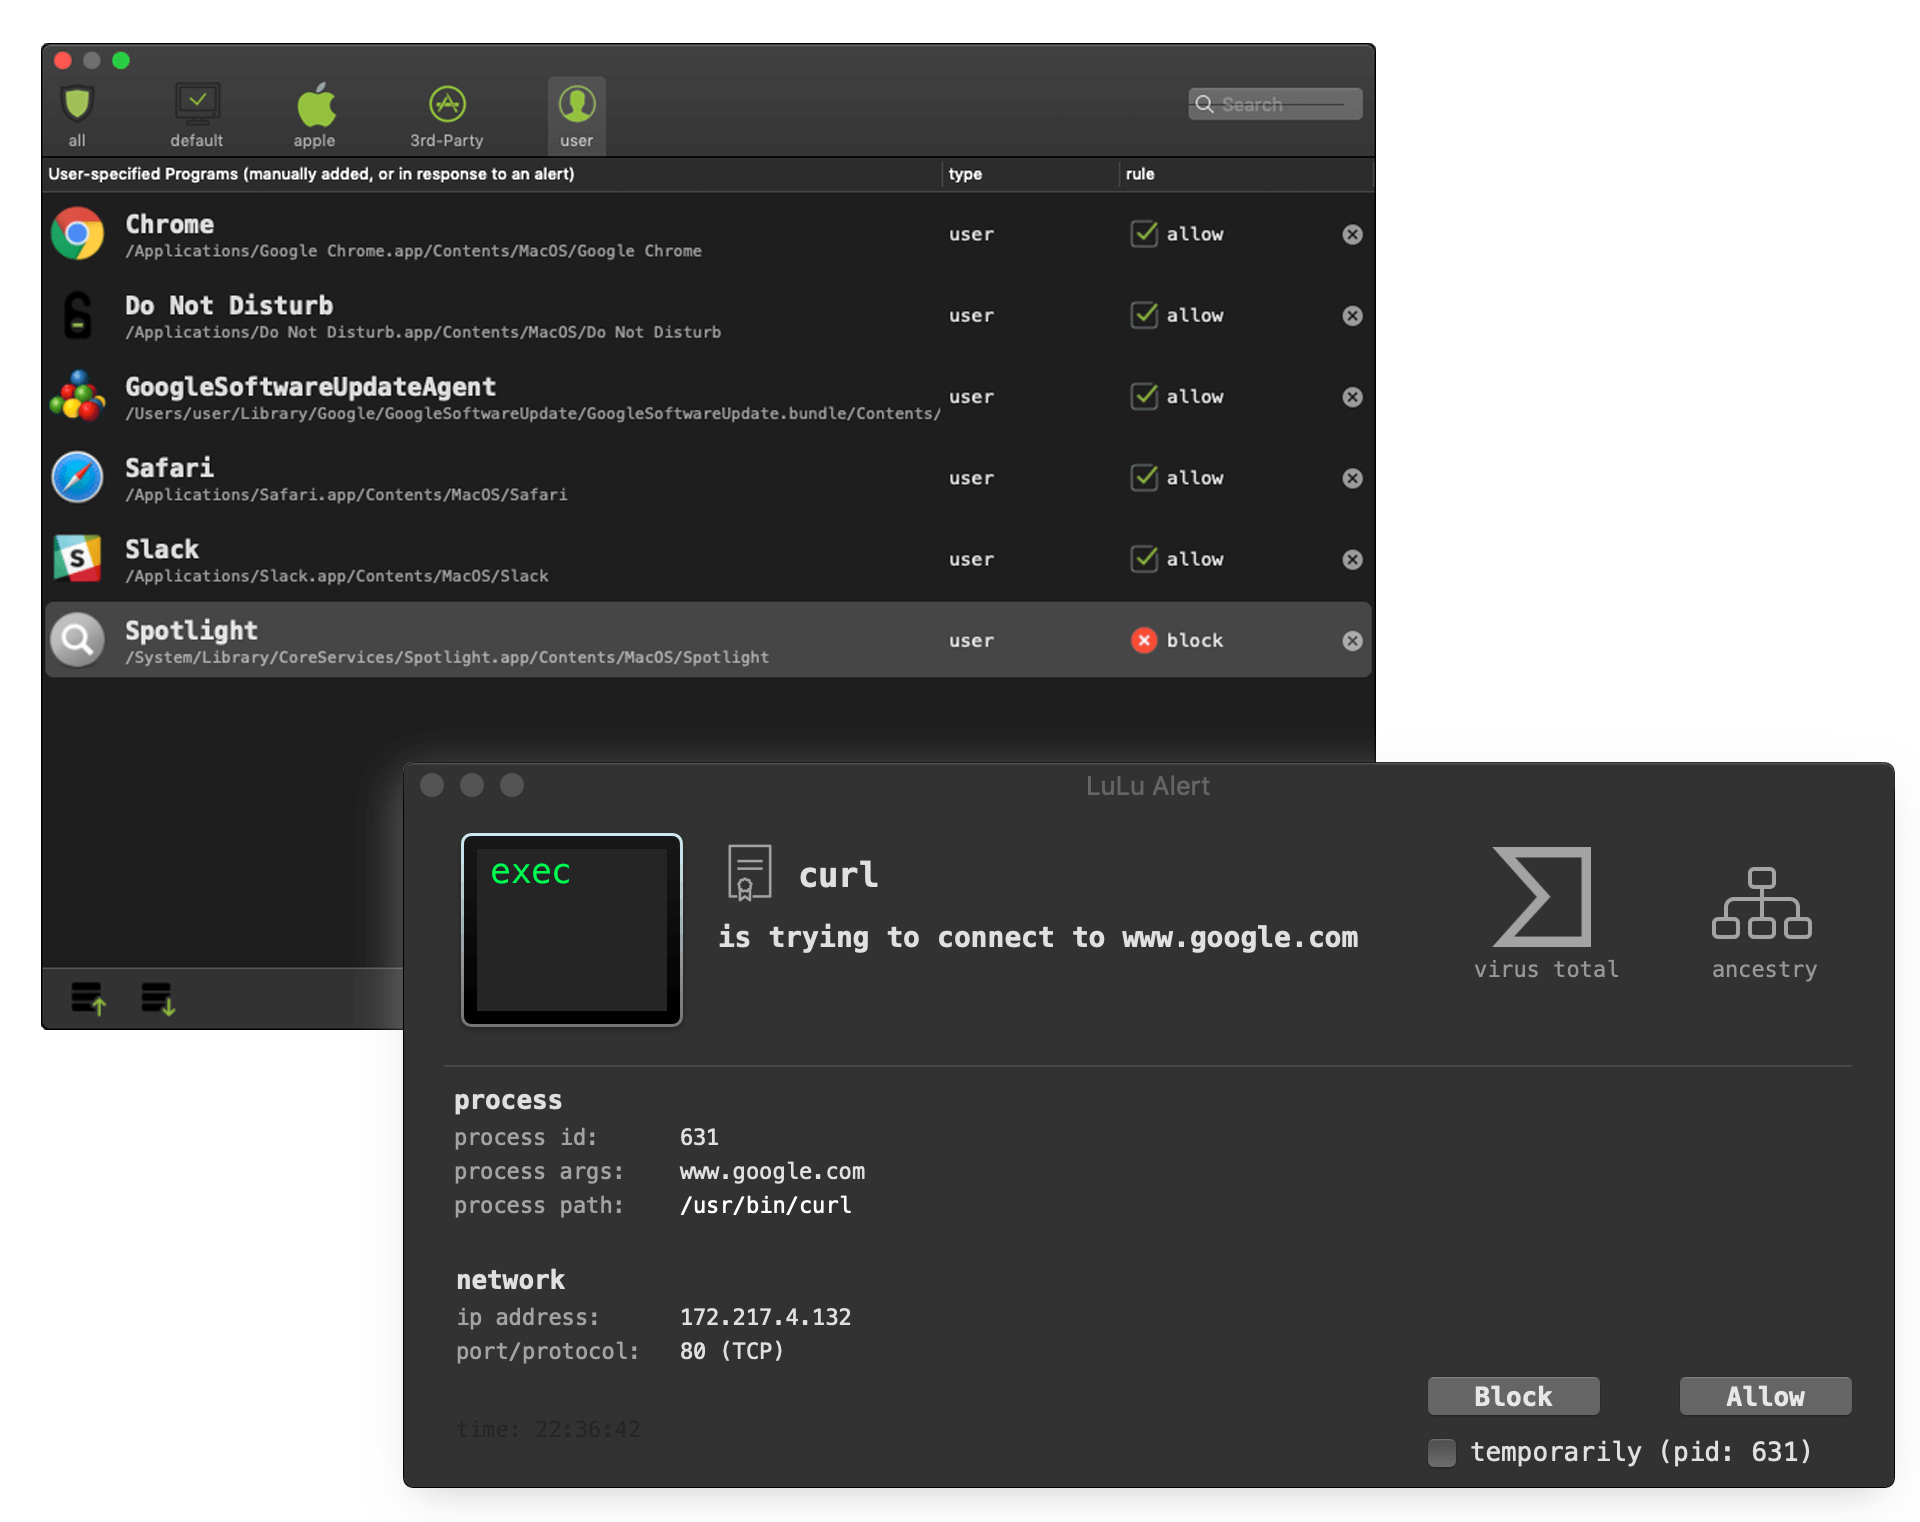 all
default
apple
3rd-Party
user
Search
User-specified Programs (manually added, or in response to an alert)
type
rule
Chrome
/Applications/Google Chrome.app/Contents/MacOS/Google Chrome
user
allow
Do Not Disturb
/Applications/Do Not Disturb.app/Contents/MacOS/Do Not Disturb
user
allow
GoogleSoftwareUpdateAgent
/Users/user/Library/Google/GoogleSoftwareUpdate/GoogleSoftwareUpdate.bundle/Contents/
user
allow
Safari
/Applications/Safari.app/Contents/MacOS/Safari
user
allow
S
Slack
/Applications/Slack.app/Contents/MacOS/Slack
user
allow
Spotlight
/System/Library/CoreServices/Spotlight.app/Contents/MacOS/Spotlight
user
block
LuLu Alert
exec
curl
is trying to connect to www.google.com
virus total
ancestry
process
process id: 631
process args: www.google.com
process path: /usr/bin/curl
network
ip address: 172.217.4.132
port/protocol: 80 (TCP)
time: 22:36:42
Block
Allow
temporarily (pid: 631)